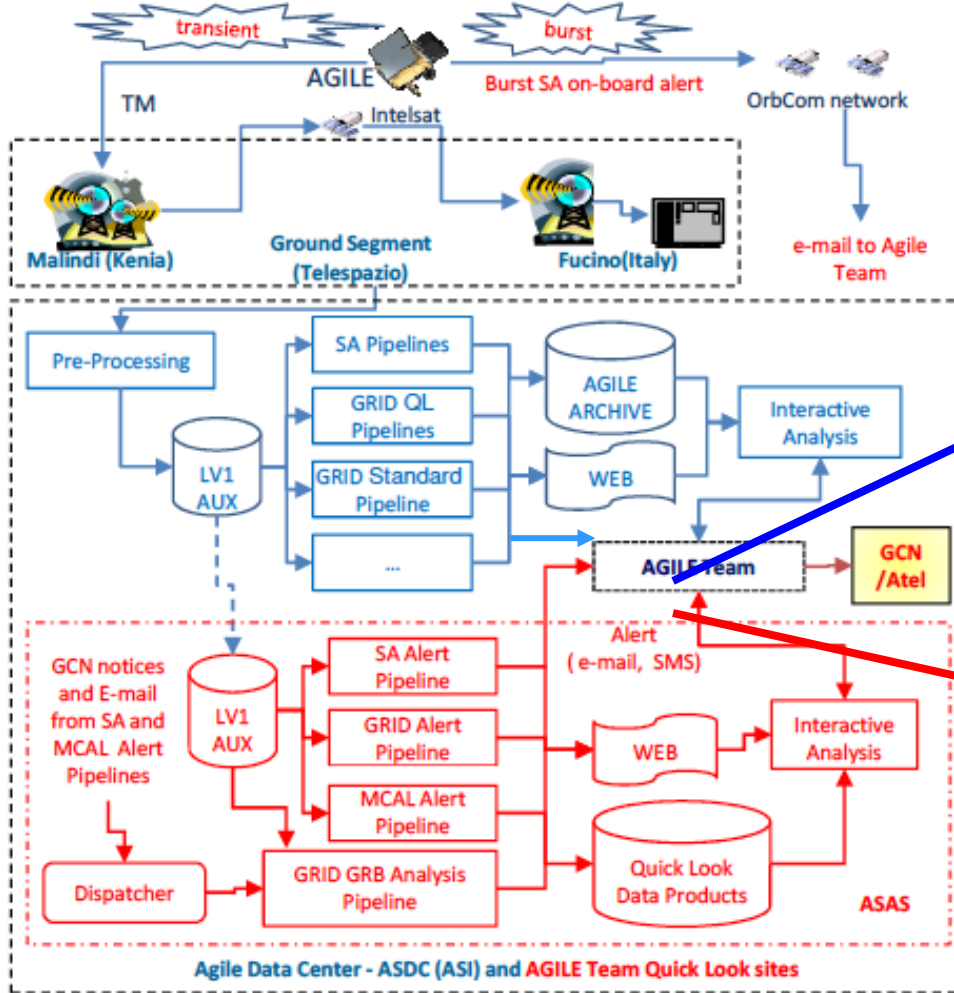 transient
burst
AGILE
Burst SA on-board alert
OrbCom network
TM
Intelsat
Malindi (Kenia)
Ground Segment
(Telespazio)
Fucino(Italy)
e-mail to Agile
Team
Pre-Processing
SA Pipelines
AGILE
ARCHIVE
Interactive
Analysis
GRID QL
Pipelines
LV1
AUX
GRID Standard
Pipeline
WEB
...
AGILE Team
GCN
/Atel
Alert
( e-mail, SMS)
GCN notices
and E-mail
from SA and
MCAL Alert
Pipelines
LV1
AUX
SA Alert
Pipeline
GRID Alert
Pipeline
WEB
Interactive
Analysis
MCAL Alert
Pipeline
Dispatcher
GRID GRB Analysis
Pipeline
Quick Look
Data Products
ASAS
Agile Data Center - ASDC (ASI) and AGILE Team Quick Look sites